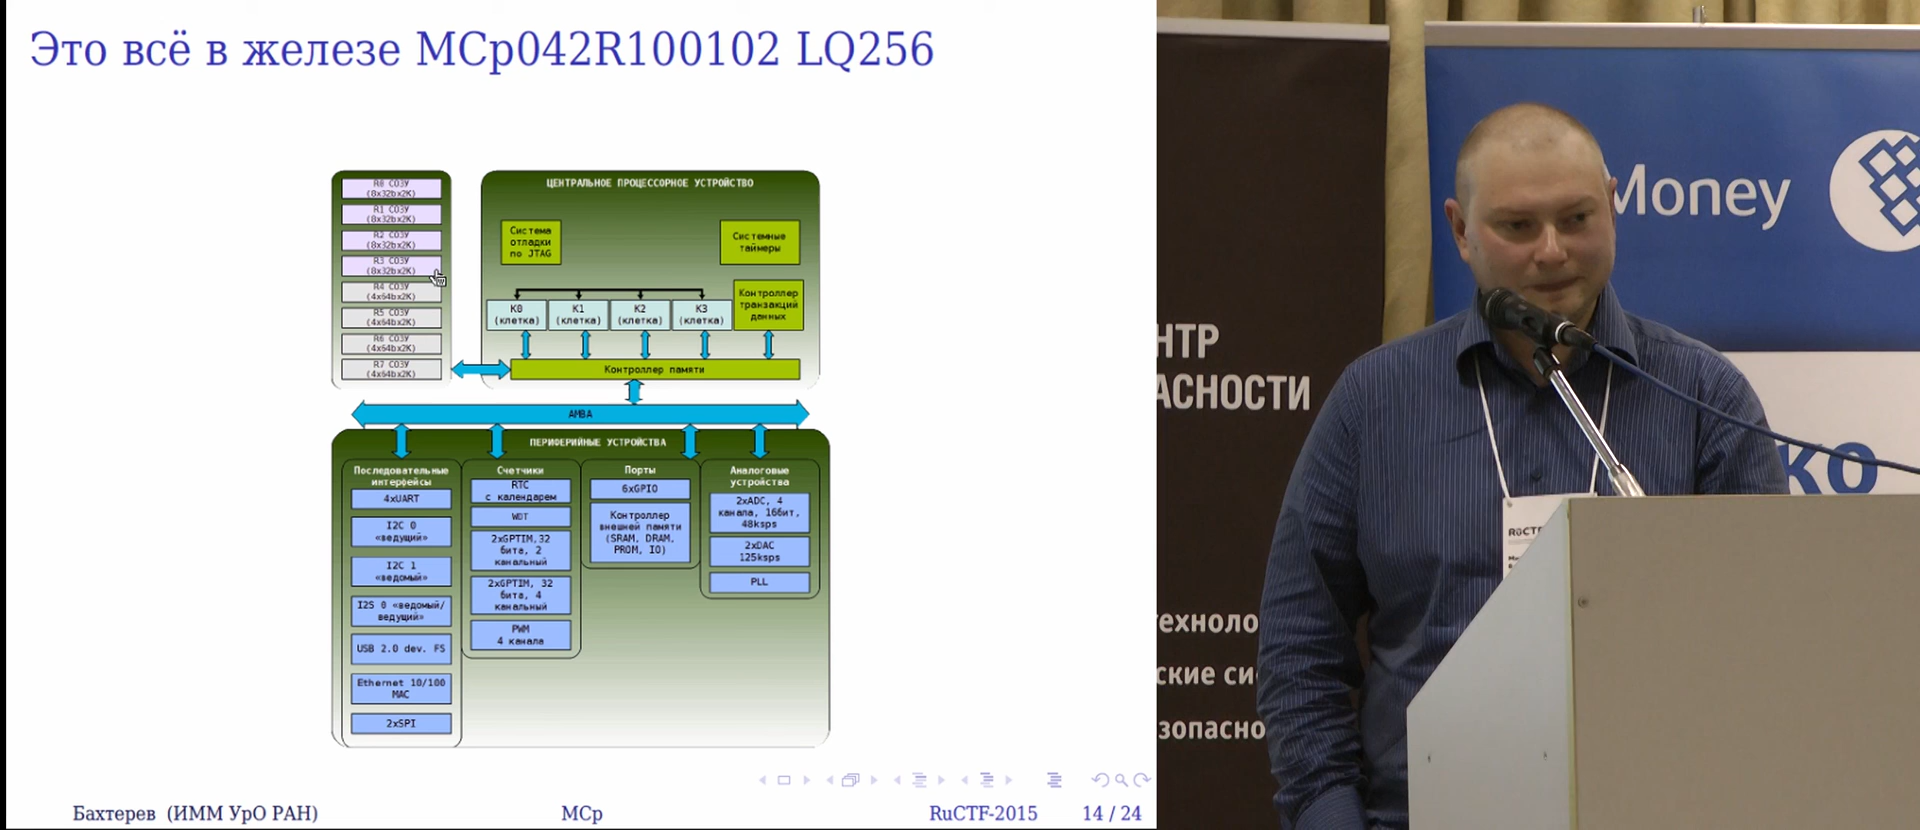 Это всё в железе MCp042R100102 LQ256
R0 СОЗУ
(8x32bx2K)
R1 СОЗУ
(8x32bx2K)
R2 СОЗУ
(8x32bx2K)
R3 СОЗУ
(8x32bx2K)
R4 СОЗУ
(4x64bx2K)
R5 СОЗУ
(4x64bx2K)
R6 СОЗУ
(4x64bx2K)
R7 СОЗУ
(4x64bx2K)
ЦЕНТРАЛЬНОЕ ПРОЦЕССОРНОЕ УСТРОЙСТВО
Система
отладки
по JTAG
Системные
таймеры
K0
(клетка)
K1
(клетка)
K2
(клетка)
K3
(клетка)
Контроллер
транзакций
данных
Контроллер памяти
AMBA
ПЕРИФЕРИЙНЫЕ УСТРОЙСТВА
Последовательные
интерфейсы
4xUART
I2C 0
«ведущий»
I2C 1
«ведомый»
I2S 0 «ведомый/
ведущий»
USB 2.0 dev. FS
Ethernet 10/100
MAC
2xSPI
Счетчики
RTC
с календарем
WDT
2xGPTIM,32
бита, 2
канальный
2xGPTIM, 32
бита, 4
канальный
PWM
4 канала
Порты
6xGPIO
Контроллер
внешней памяти
(SRAM, DRAM,
PROM, IO)
Аналоговые
устройства
2xADC, 4
канала, 16бит,
48ksps
2xDAC
125ksps
PLL
Бахтерев (ИММ УрО РАН)
MCp
RuCTF-2015
14 / 24
Money
НТР
АСНОСТИ
ко
RuCTF
техноло
ские си
зопасно